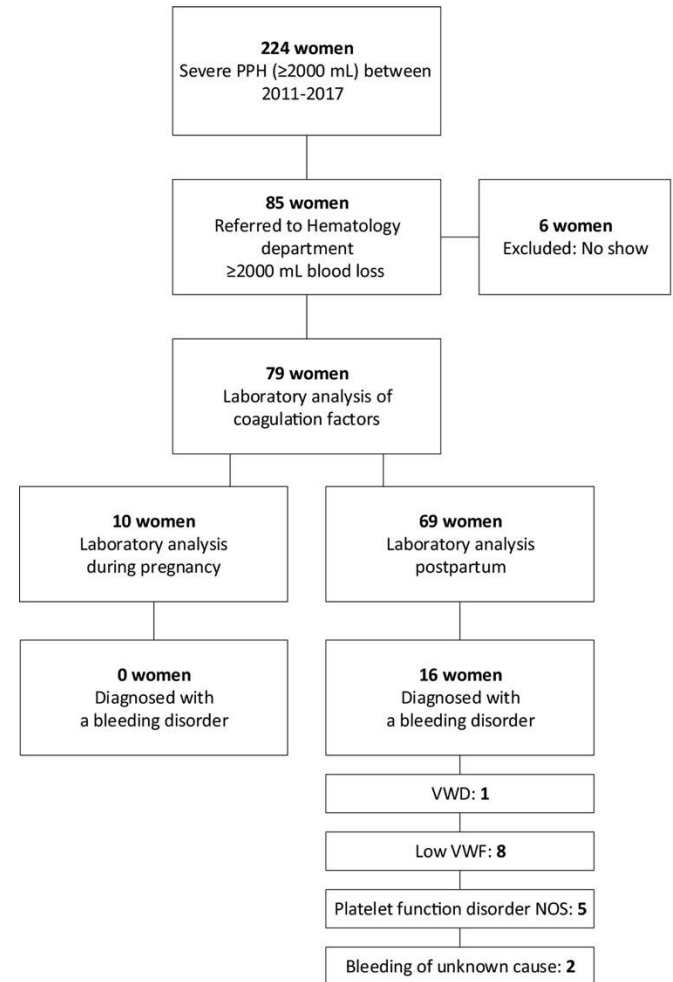 224 women
Severe PPH (≥2000 mL) between
2011-2017
85 women
Referred to Hematology
department
≥2000 mL blood loss
6 women
Excluded: No show
79 women
Laboratory analysis of
coagulation factors
10 women
Laboratory analysis
during pregnancy
69 women
Laboratory analysis
postpartum
0 women
Diagnosed with
a bleeding disorder
16 women
Diagnosed with
a bleeding disorder
VWD: 1
Low VWF: 8
Platelet function disorder NOS: 5
Bleeding of unknown cause: 2